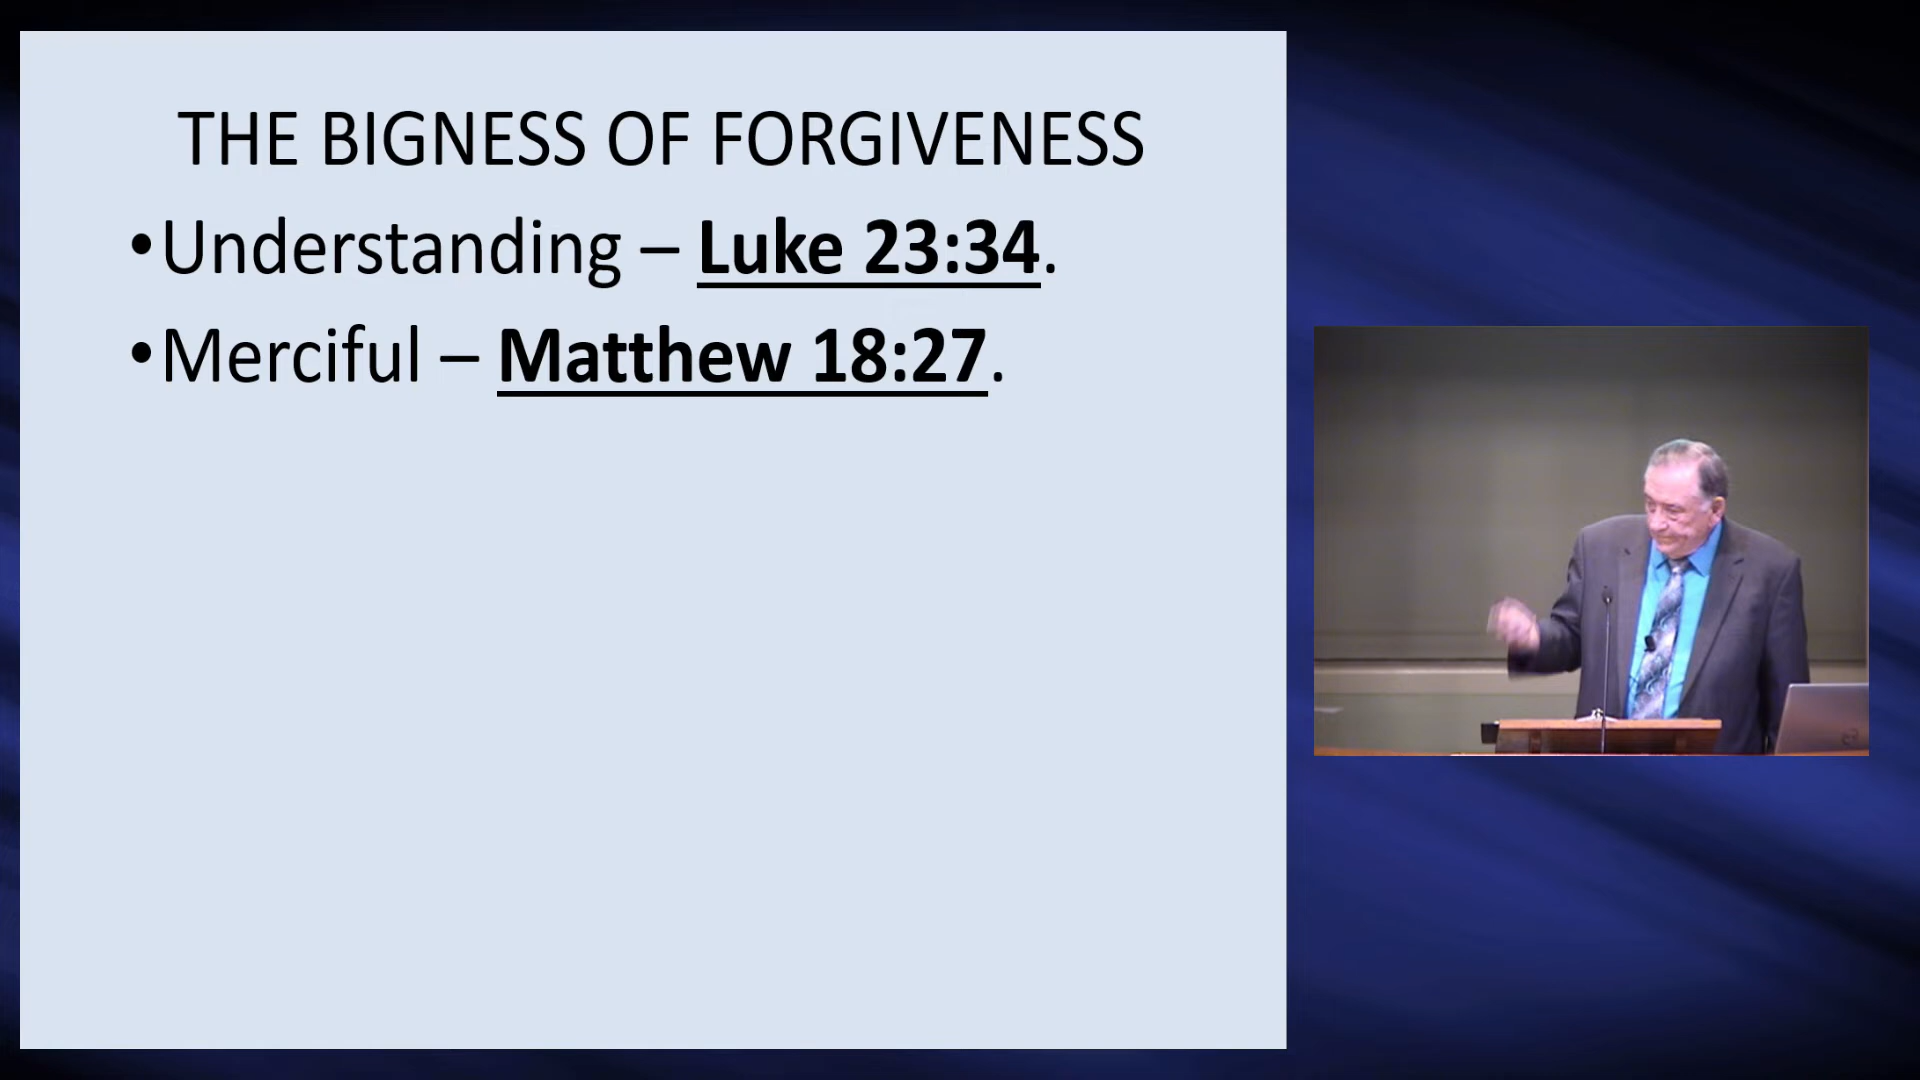 THE BIGNESS OF FORGIVENESS
•Understanding – Luke 23:34.
•Merciful – Matthew 18:27.